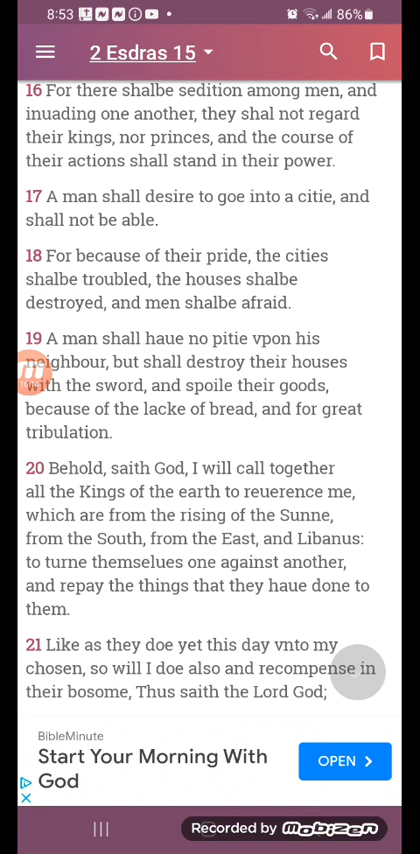 8:53 86%
2 Esdras 15
16 For there shalbe sedition among men, and
inuading one another, they shal not regard
their kings, nor princes, and the course of
their actions shall stand in their power.
17 A man shall desire to goe into a citie, and
shall not be able.
18 For because of their pride, the cities
shalbe troubled, the houses shalbe
destroyed, and men shalbe afraid.
19 A man shall haue no pitie vpon his
neighbour, but shall destroy their houses
with the sword, and spoile their goods,
because of the lacke of bread, and for great
tribulation.
20 Behold, saith God, I will call together
all the Kings of the earth to reuerence me,
which are from the rising of the Sunne,
from the South, from the East, and Libanus:
to turne themselues one against another,
and repay the things that they haue done to
them.
21 Like as they doe yet this day vnto my
chosen, so will I doe also and recompense in
their bosome, Thus saith the Lord God;
BibleMinute
Start Your Morning With
God
OPEN
Recorded by mobizen